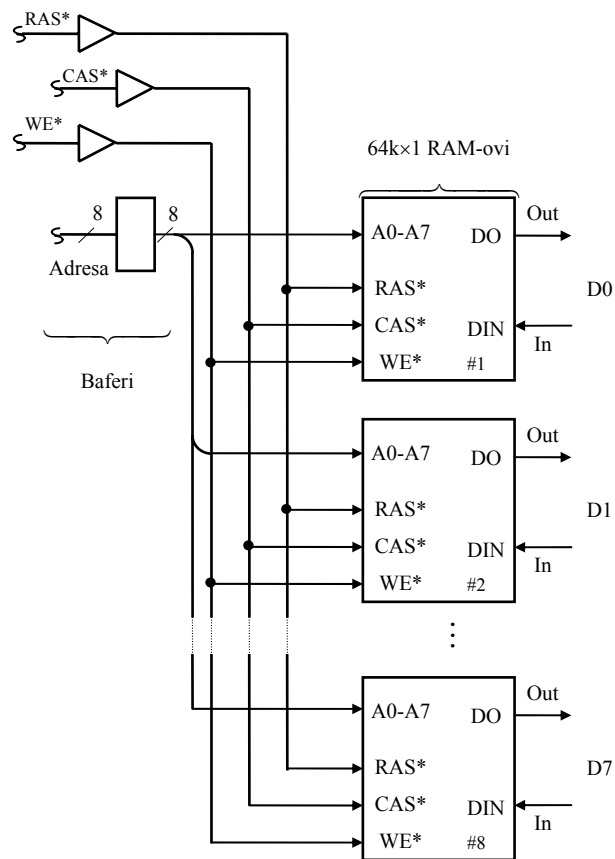 RAS*
CAS*
WE*
64k×1 RAM-ovi
8 8
Adresa
Baferi
A0-A7 DO Out
RAS*
D0
CAS* DIN In
WE* #1
A0-A7 DO Out
RAS*
D1
CAS* DIN In
WE* #2
⋮
A0-A7 DO Out
RAS*
D7
CAS* DIN In
WE* #8